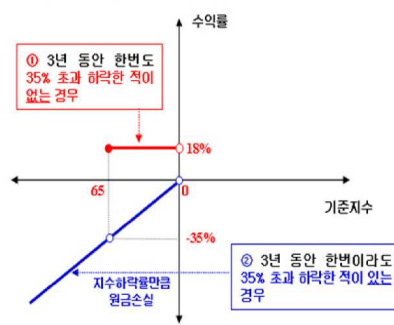 수익률
① 3년 동안 한번도
35% 초과 하락한 적이
없는 경우
18%
65
0
기준지수
-35%
지수하락률만큼
원금손실
② 3년 동안 한번이라도
35% 초과 하락한 적이 있는
경우